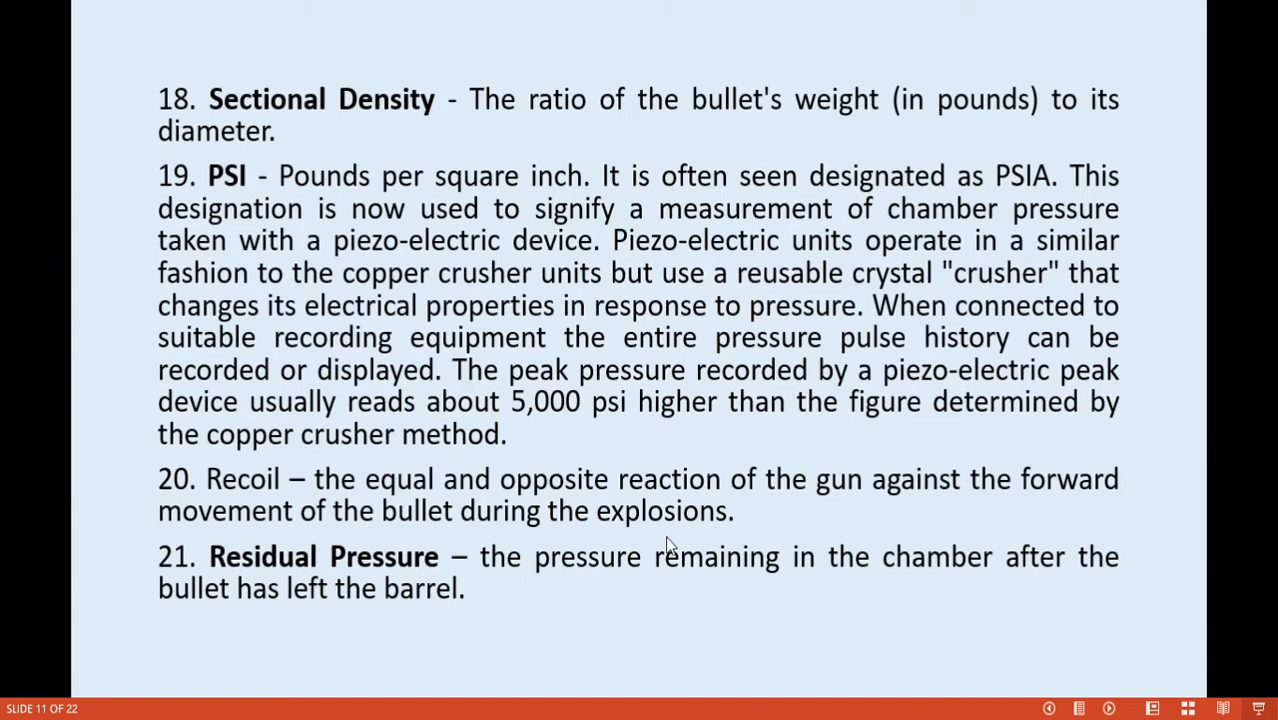 18. Sectional Density - The ratio of the bullet's weight (in pounds) to its
diameter.
19. PSI - Pounds per square inch. It is often seen designated as PSIA. This
designation is now used to signify a measurement of chamber pressure
taken with a piezo-electric device. Piezo-electric units operate in a similar
fashion to the copper crusher units but use a reusable crystal "crusher" that
changes its electrical properties in response to pressure. When connected to
suitable recording equipment the entire pressure pulse history can be
recorded or displayed. The peak pressure recorded by a piezo-electric peak
device usually reads about 5,000 psi higher than the figure determined by
the copper crusher method.
20. Recoil – the equal and opposite reaction of the gun against the forward
movement of the bullet during the explosions.
21. Residual Pressure – the pressure remaining in the chamber after the
bullet has left the barrel.
SLIDE 11 OF 22